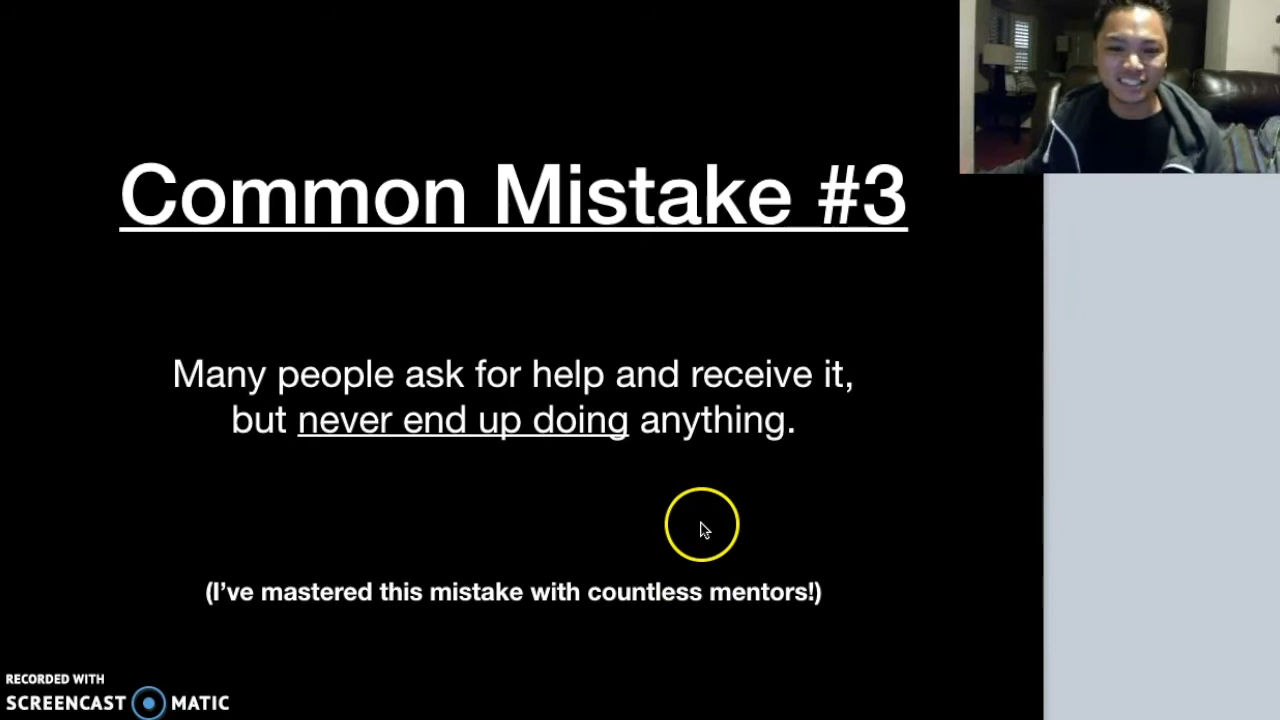 Common Mistake #3
Many people ask for help and receive it,
but never end up doing anything.
(I’ve mastered this mistake with countless mentors!)
RECORDED WITH
SCREENCAST MATIC